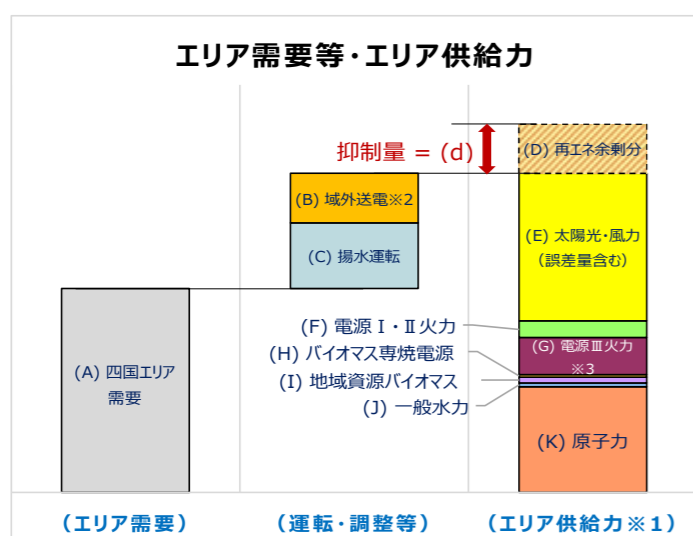 エリア需要等・エリア供給力
抑制量 = (d)
(D) 再エネ余剰分
(B) 域外送電※2
(C) 揚水運転
(E) 太陽光・風力
（誤差量含む）
(F) 電源Ⅰ・Ⅱ火力
(G) 電源Ⅲ火力
※3
(H) バイオマス専焼電源
(I) 地域資源バイオマス
(J) 一般水力
(A) 四国エリア
需要
(K) 原子力
（エリア需要）
（運転・調整等）
（エリア供給力※1）